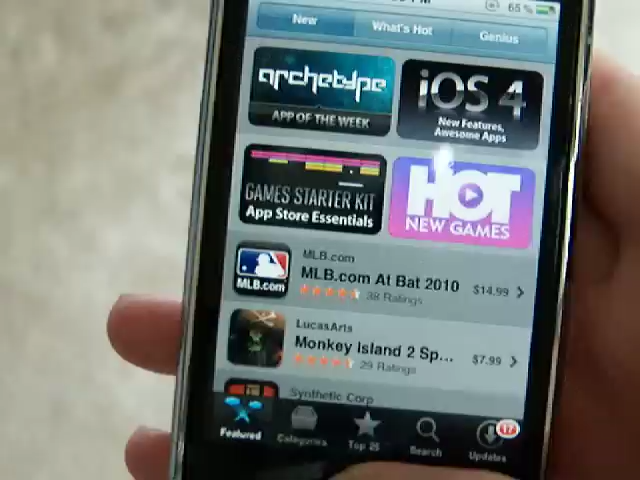 65%
New
What's Hot
Genius
archetype
APP OF THE WEEK
iOS 4
New Features,
Awesome Apps
GAMES STARTER KIT
App Store Essentials
HOT
NEW GAMES
MLB.com
MLB.com
MLB.com At Bat 2010
$14.99
38 Ratings
LucasArts
Monkey Island 2 Sp...
$7.99
29 Ratings
Synthetic Corp
Featured
Categories
Top 25
Search
Updates
17